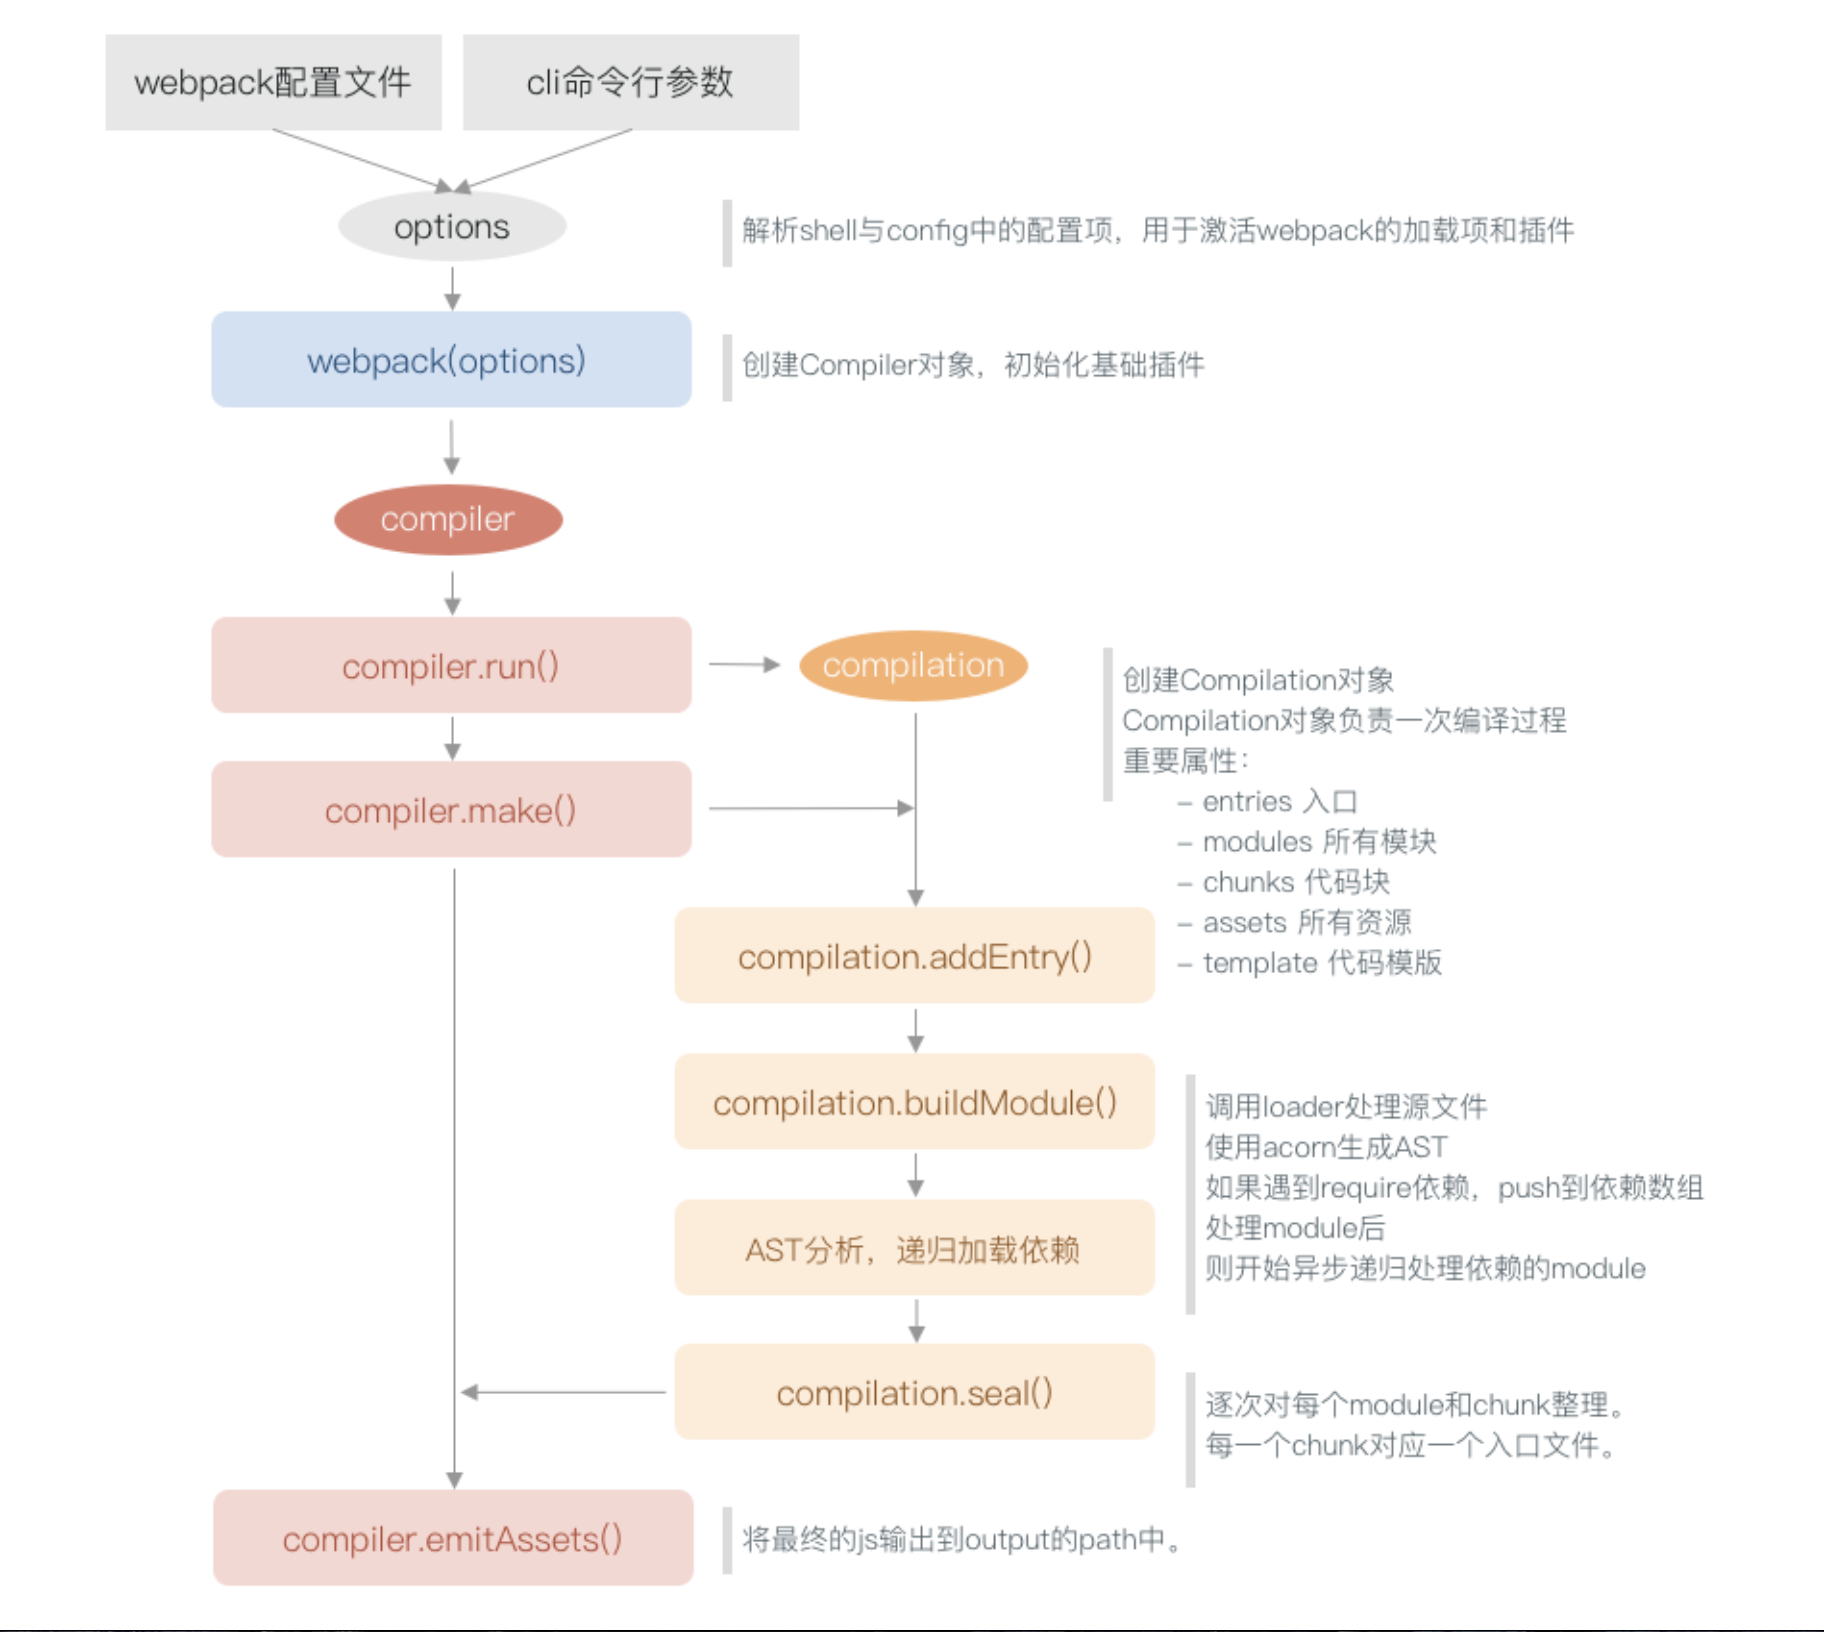 webpack配置文件
cli命令行参数
options
解析shell与config中的配置项，用于激活webpack的加载项和插件
webpack(options)
创建Compiler对象，初始化基础插件
compiler
compiler.run()
compilation
创建Compilation对象
Compilation对象负责一次编译过程
重要属性：
– entries 入口
– modules 所有模块
– chunks 代码块
– assets 所有资源
– template 代码模版
compiler.make()
compilation.addEntry()
compilation.buildModule()
调用loader处理源文件
使用acorn生成AST
如果遇到require依赖，push到依赖数组
处理module后
则开始异步递归处理依赖的module
AST分析，递归加载依赖
compilation.seal()
逐次对每个module和chunk整理。
每一个chunk对应一个入口文件。
compiler.emitAssets()
将最终的js输出到output的path中。